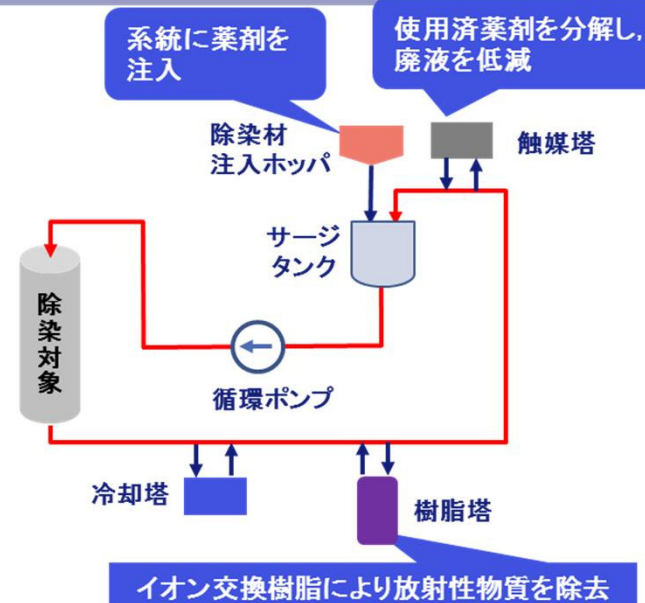 系統に薬剤を
注入
使用済薬剤を分解し,
廃液を低減
除染材
注入ホッパ
触媒塔
サージ
タンク
除染対象
循環ポンプ
冷却塔
樹脂塔
イオン交換樹脂により放射性物質を除去